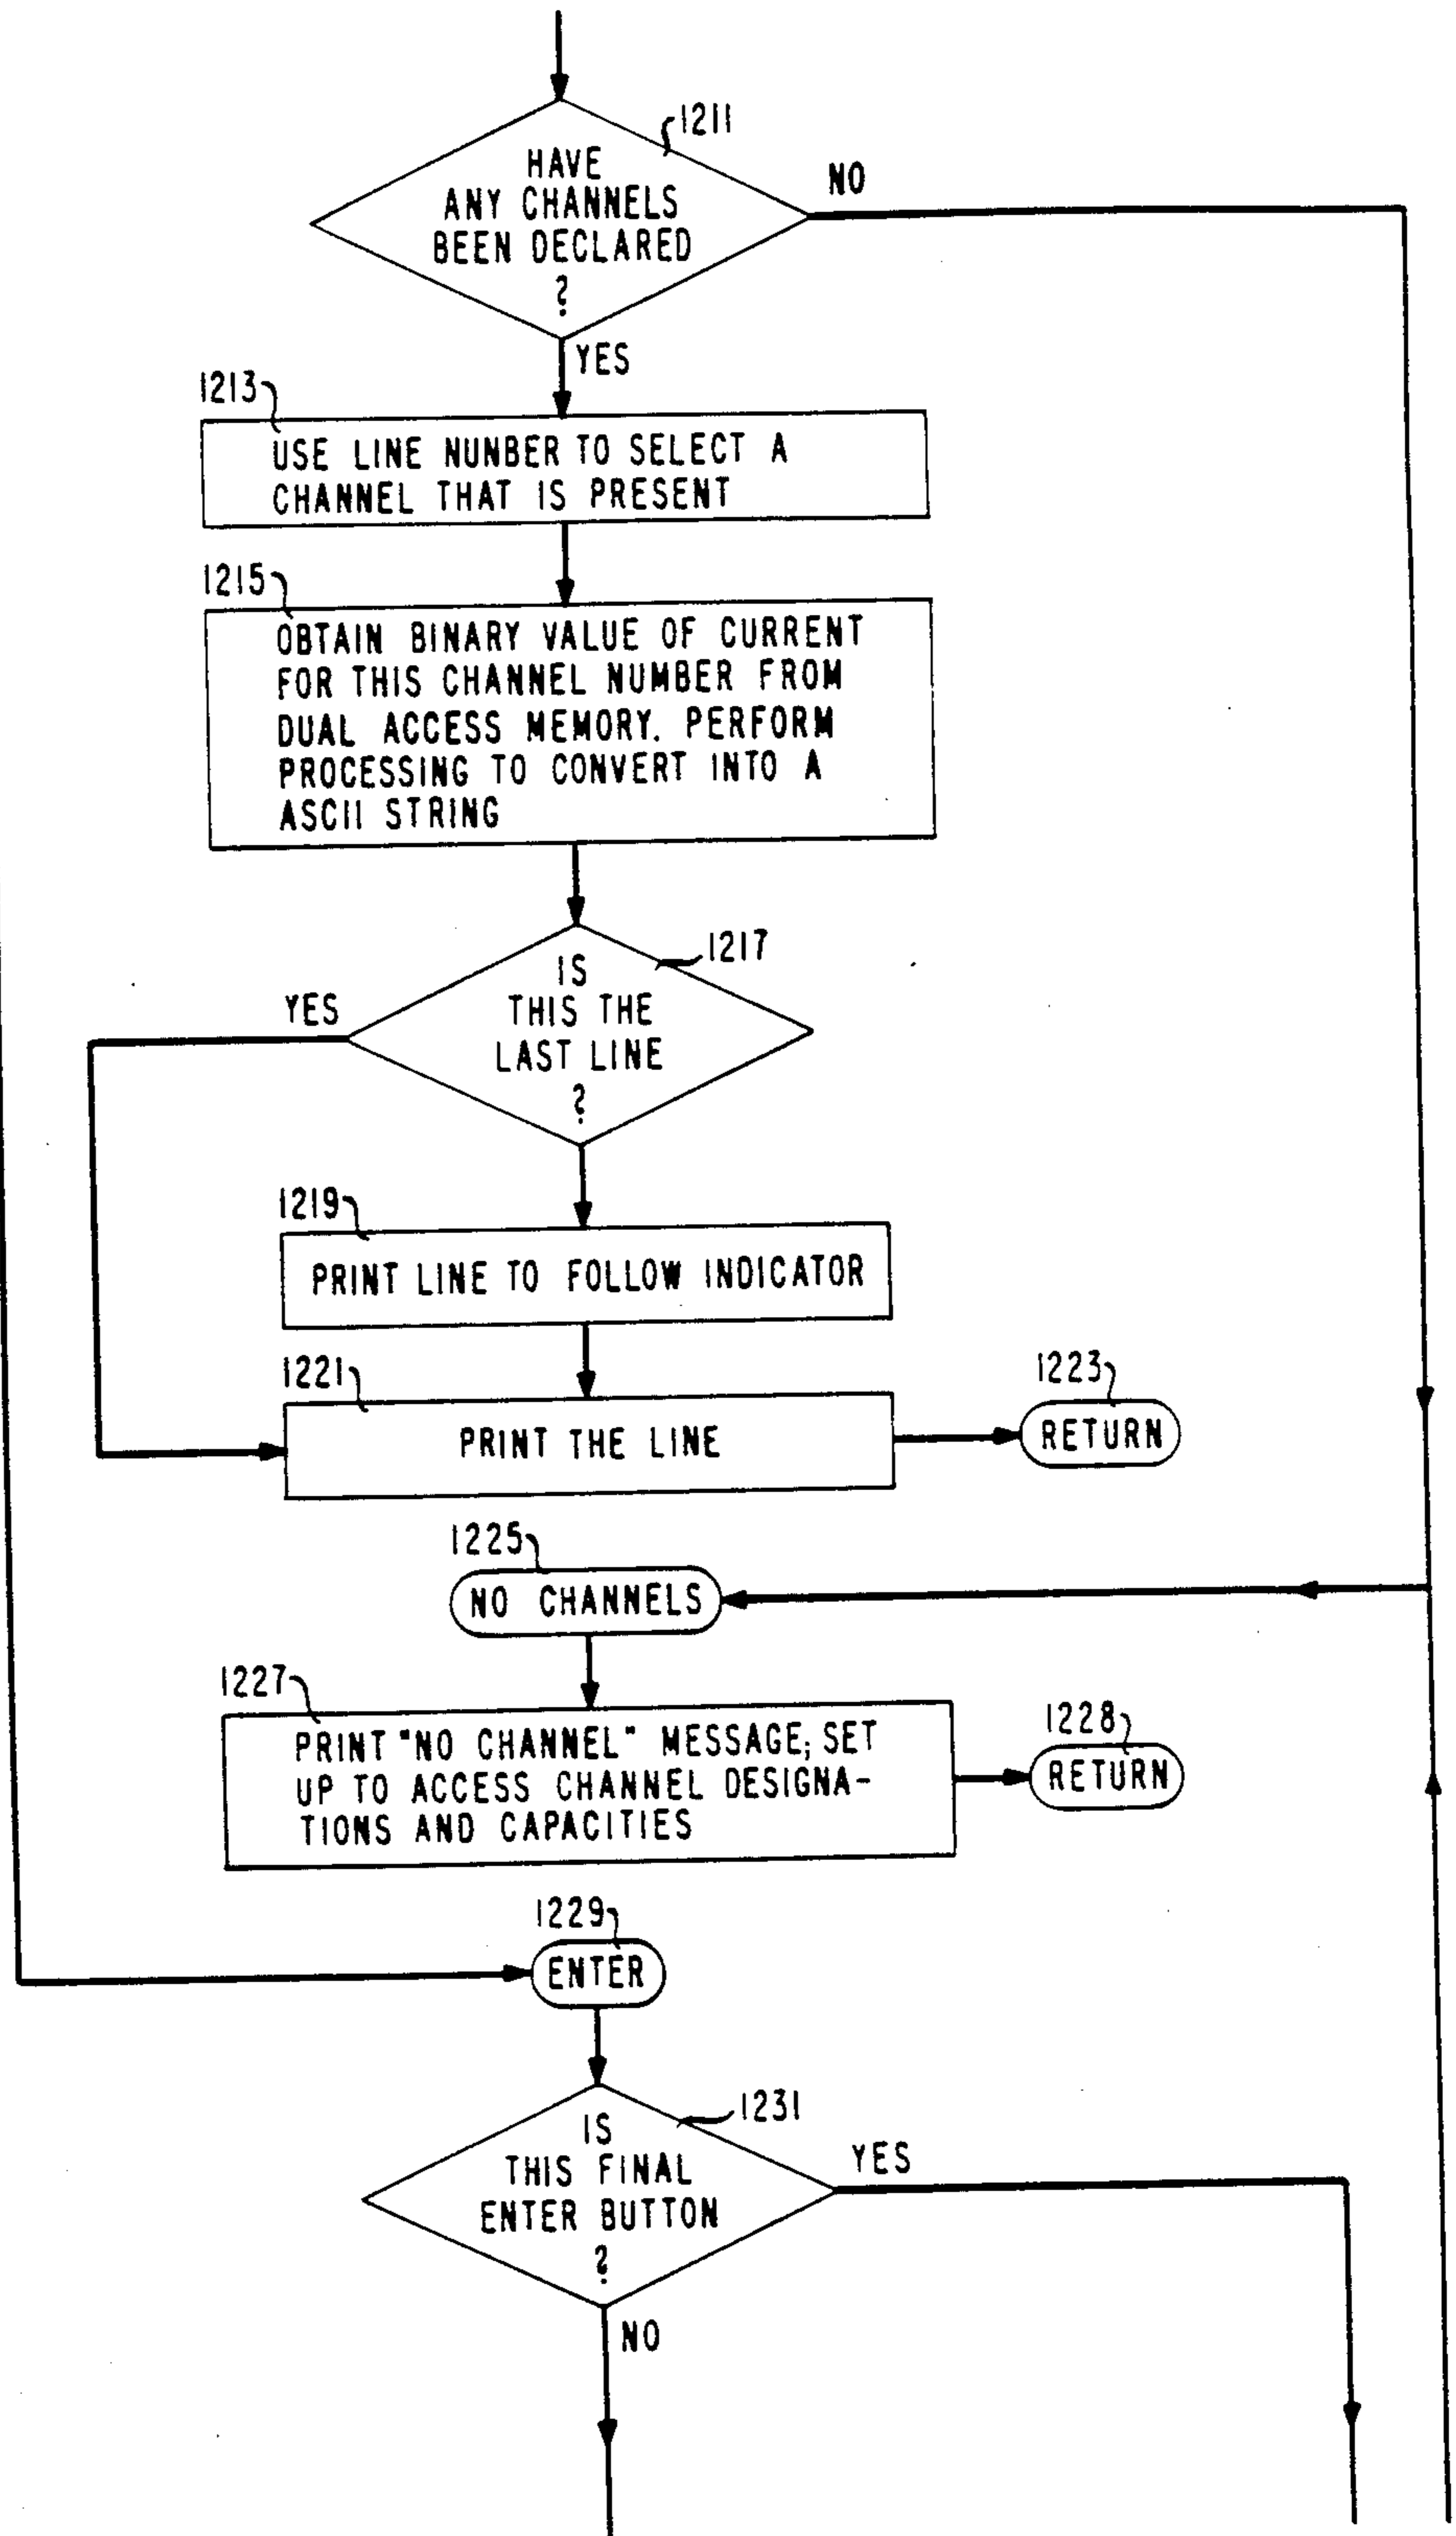 1211
HAVE
ANY CHANNELS
BEEN DECLARED
?
NO
YES
1213
USE LINE NUNBER TO SELECT A
CHANNEL THAT IS PRESENT
1215
OBTAIN BINARY VALUE OF CURRENT
FOR THIS CHANNEL NUMBER FROM
DUAL ACCESS MEMORY. PERFORM
PROCESSING TO CONVERT INTO A
ASCII STRING
1217
IS
THIS THE
LAST LINE
?
YES
1219
PRINT LINE TO FOLLOW INDICATOR
1221
PRINT THE LINE
1223
RETURN
1225
NO CHANNELS
1227
PRINT "NO CHANNEL" MESSAGE; SET
UP TO ACCESS CHANNEL DESIGNA-
TIONS AND CAPACITIES
1228
RETURN
1229
ENTER
1231
IS
THIS FINAL
ENTER BUTTON
?
YES
NO